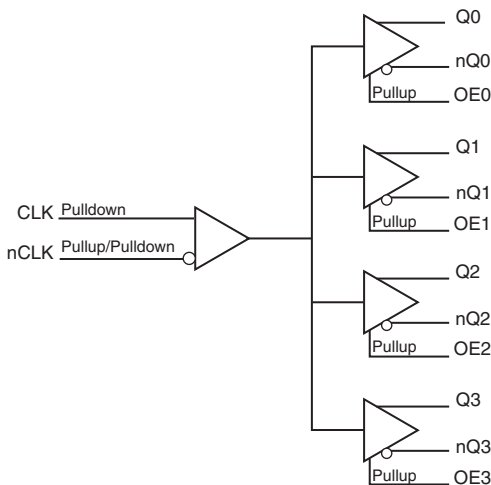 Q0
nQ0
Pullup OE0
Q1
nQ1
Pullup OE1
CLK Pulldown
nCLK Pullup/Pulldown
Q2
nQ2
Pullup OE2
Q3
nQ3
Pullup OE3